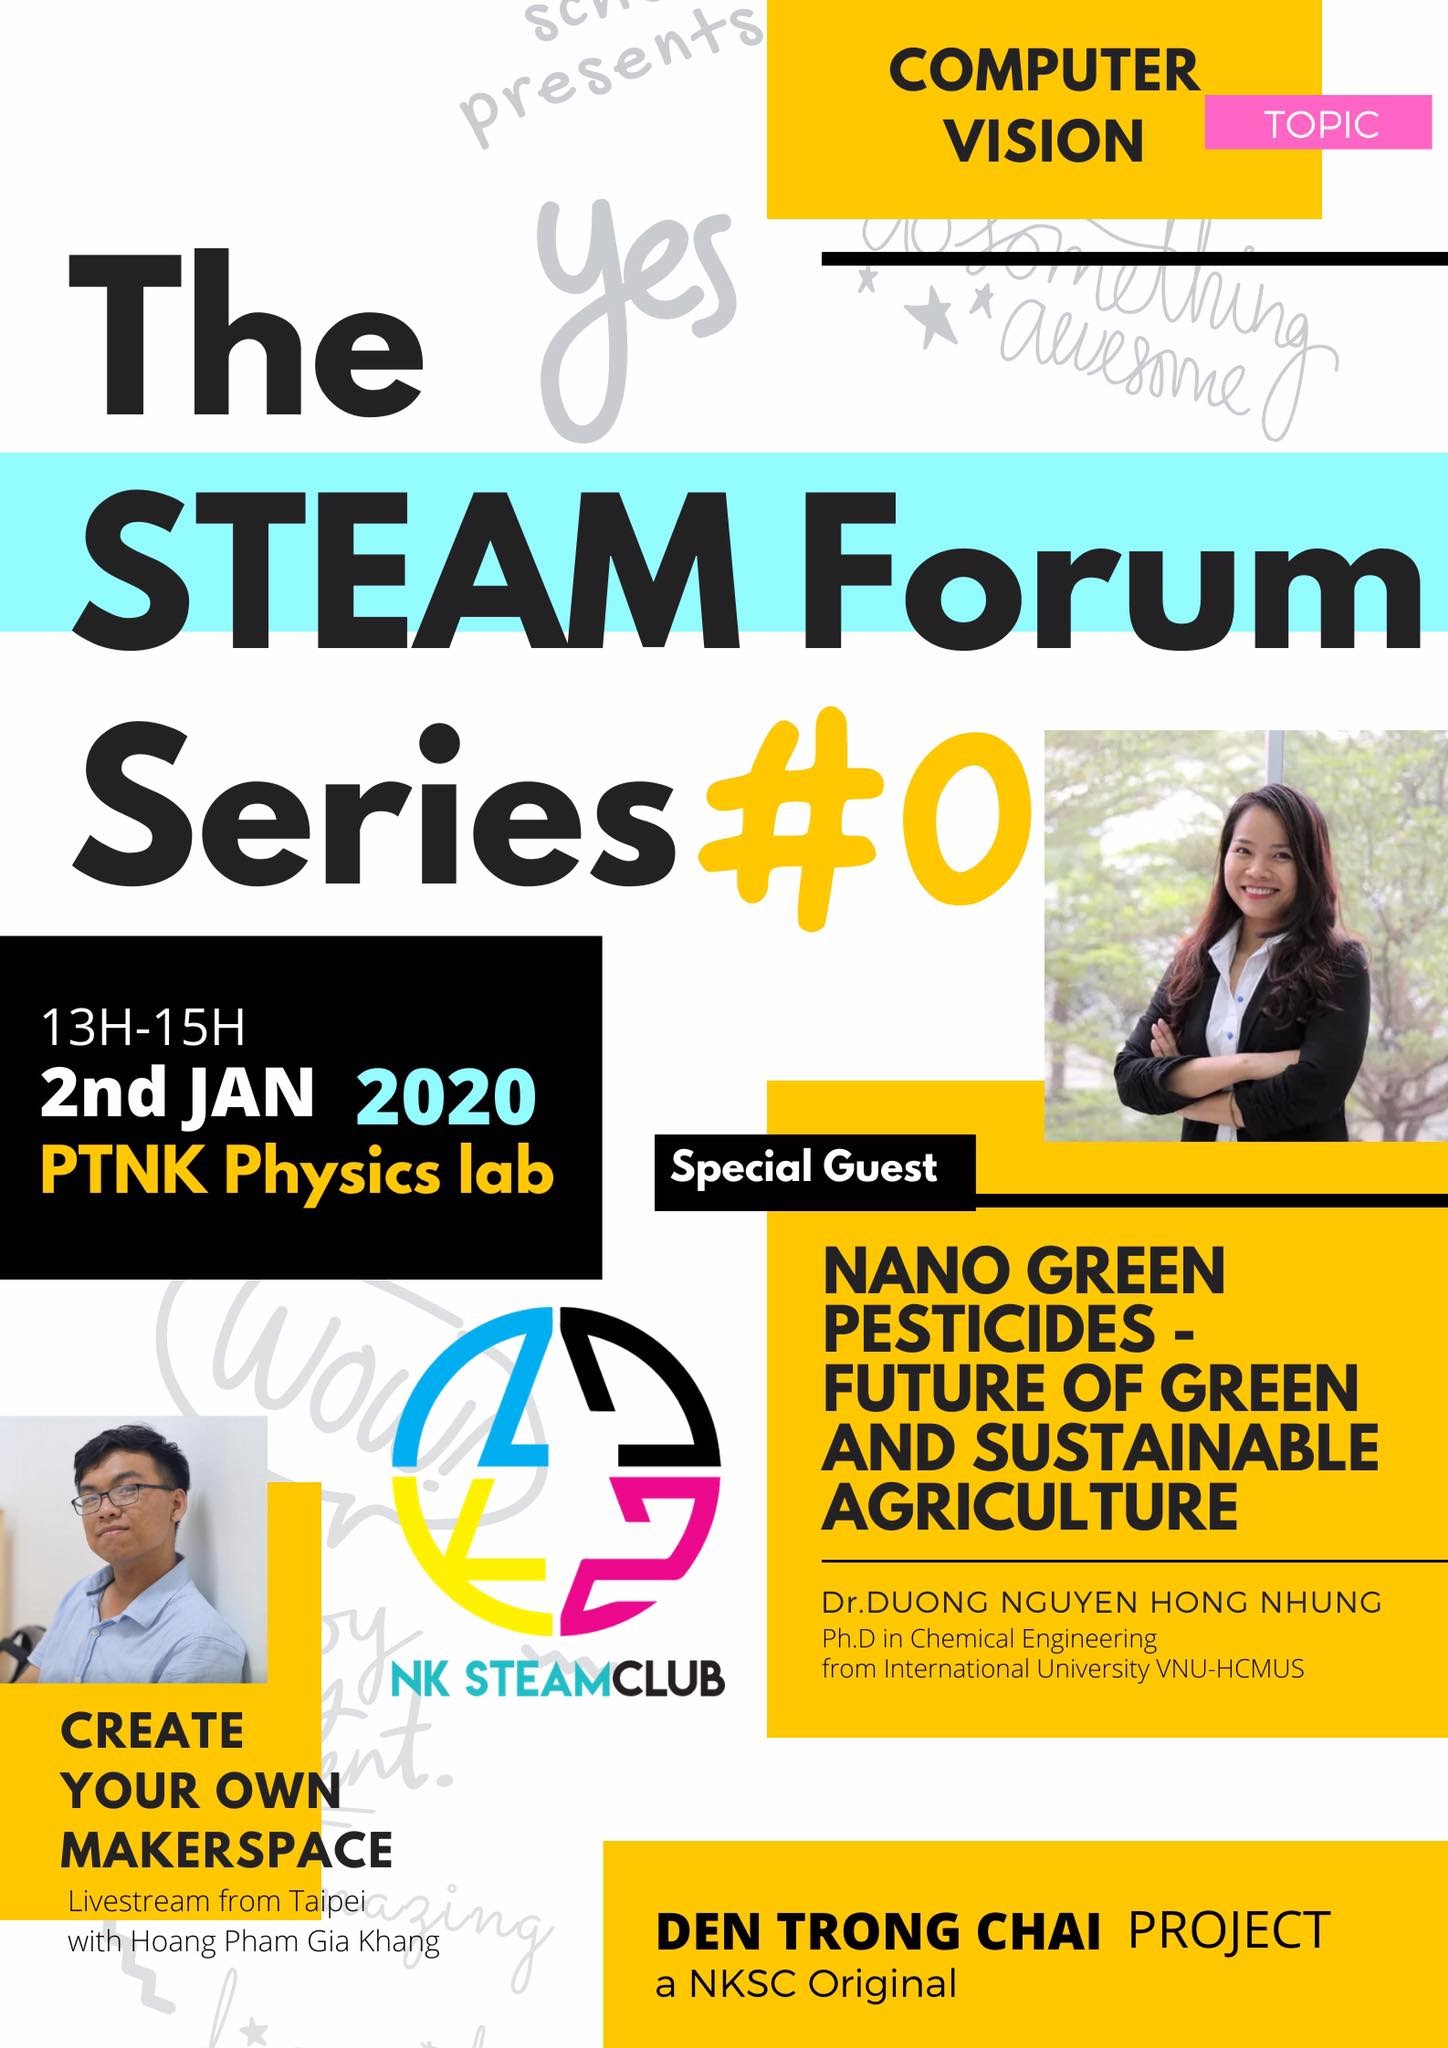 presents
COMPUTER
VISION
TOPIC
yes
something
awesome
The
STEAM Forum
Series #0
13H-15H
2nd JAN 2020
PTNK Physics lab
Special Guest
NANO GREEN
PESTICIDES -
FUTURE OF GREEN
AND SUSTAINABLE
AGRICULTURE
Dr.DUONG NGUYEN HONG NHUNG
Ph.D in Chemical Engineering
from International University VNU-HCMUS
wow!
NK STEAMCLUB
CREATE
YOUR OWN
MAKERSPACE
Livestream from Taipei
with Hoang Pham Gia Khang
DEN TRONG CHAI PROJECT
a NKSC Original